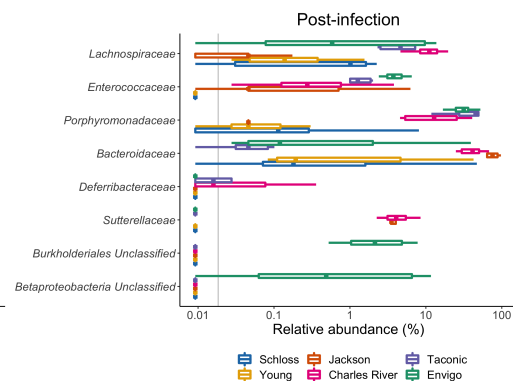 Post-infection
Lachnospiraceae
Enterococcaceae
Porphyromonadaceae
Bacteroidaceae
Deferribacteraceae
Sutterellaceae
Burkholderiales Unclassified
Betaproteobacteria Unclassified
0.01 0.1 1 10 100
Relative abundance (%)
Schloss Jackson Taconic
Young Charles River Envigo